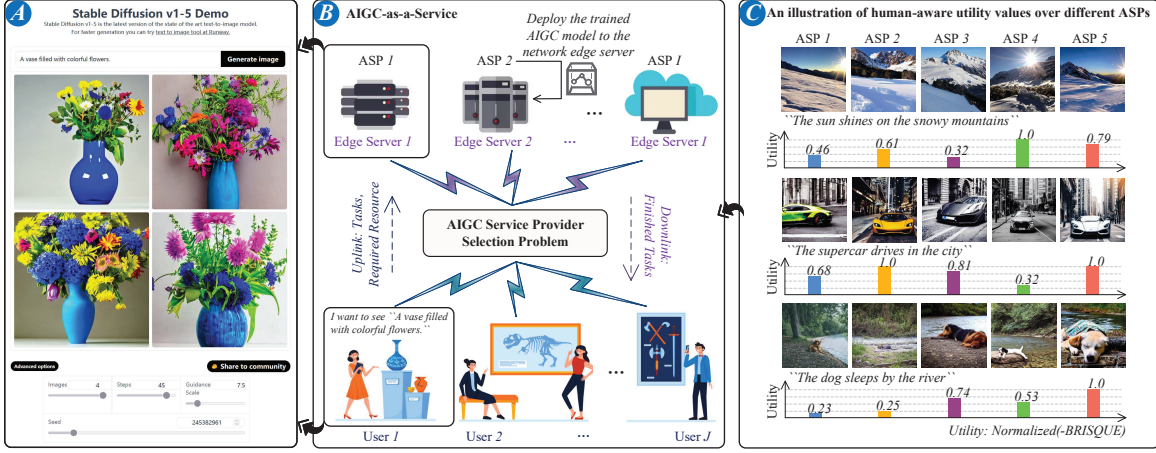 A
Stable Diffusion v1-5 Demo
Stable Diffusion v1-5 is the latest version of the state of the art text-to-image model.
For faster generation you can try text to image tool at Runway.
A vase filled with colorful flowers.
Generate image
Advanced options
Share to community
Images
4
Steps
45
Guidance Scale
7.5
Seed
245382961
B
AIGC-as-a-Service
Deploy the trained
AIGC model to the
network edge server
ASP 1
ASP 2
ASP I
...
Edge Server 1
Edge Server 2
...
Edge Server I
Uplink: Tasks,
Required Resource
AIGC Service Provider
Selection Problem
Downlink:
Finished Tasks
I want to see ``A vase filled
with colorful flowers.``
...
User 1
User 2
...
User J
C
An illustration of human-aware utility values over different ASPs
ASP 1
ASP 2
ASP 3
ASP 4
ASP 5
``The sun shines on the snowy mountains``
Utility
0.46
0.61
0.32
1.0
0.79
``The supercar drives in the city``
Utility
0.68
1.0
0.81
0.32
1.0
``The dog sleeps by the river``
Utility
0.23
0.25
0.74
0.53
1.0
Utility: Normalized(-BRISQUE)